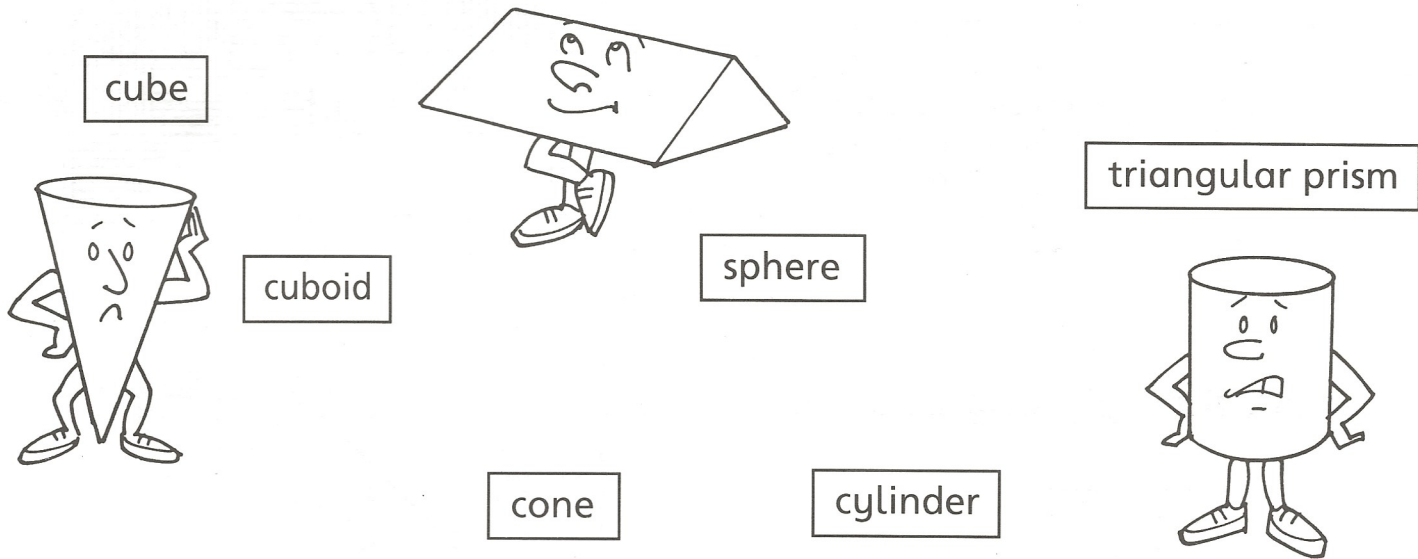 cube
triangular prism
cuboid
sphere
cone
cylinder